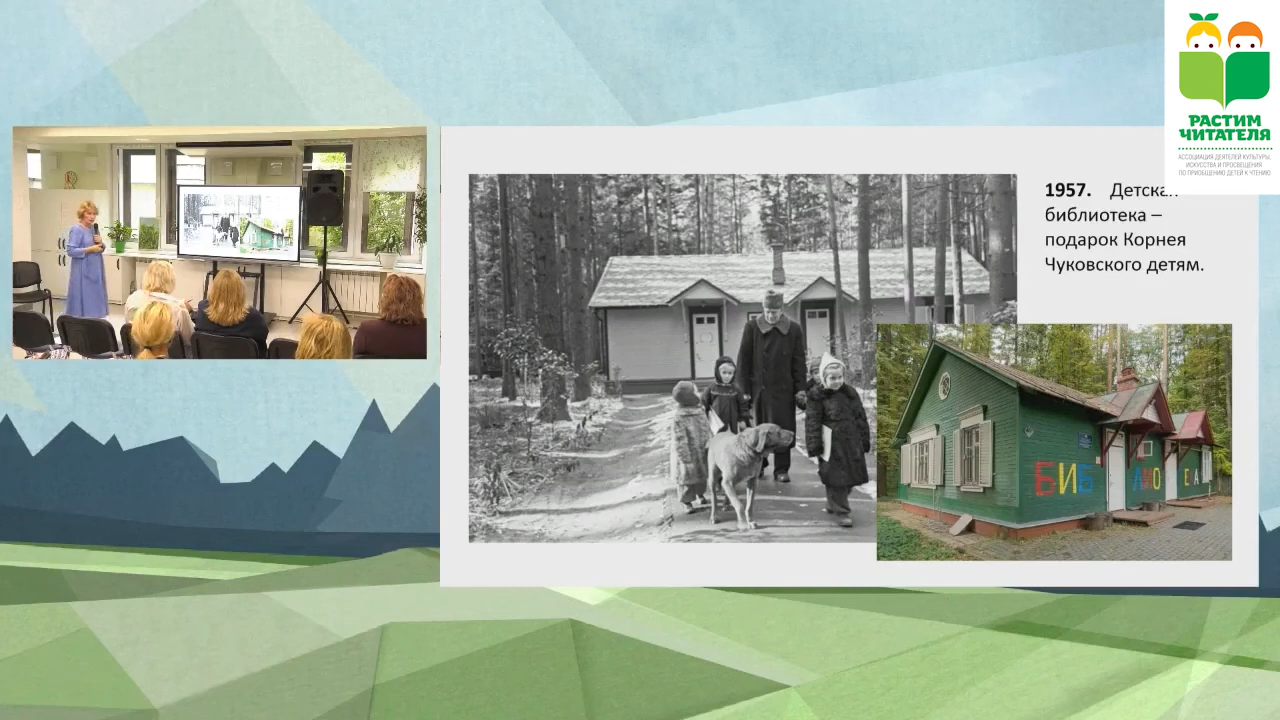 РАСТИМ
ЧИТАТЕЛЯ
АССОЦИАЦИЯ ДЕЯТЕЛЕЙ КУЛЬТУРЫ,
ИСКУССТВА И ПРОСВЕЩЕНИЯ
ПО ПРИОБЩЕНИЮ ДЕТЕЙ К ЧТЕНИЮ
1957. Детская
библиотека –
подарок Корнея
Чуковского детям.
БИБ ЛИО Е А